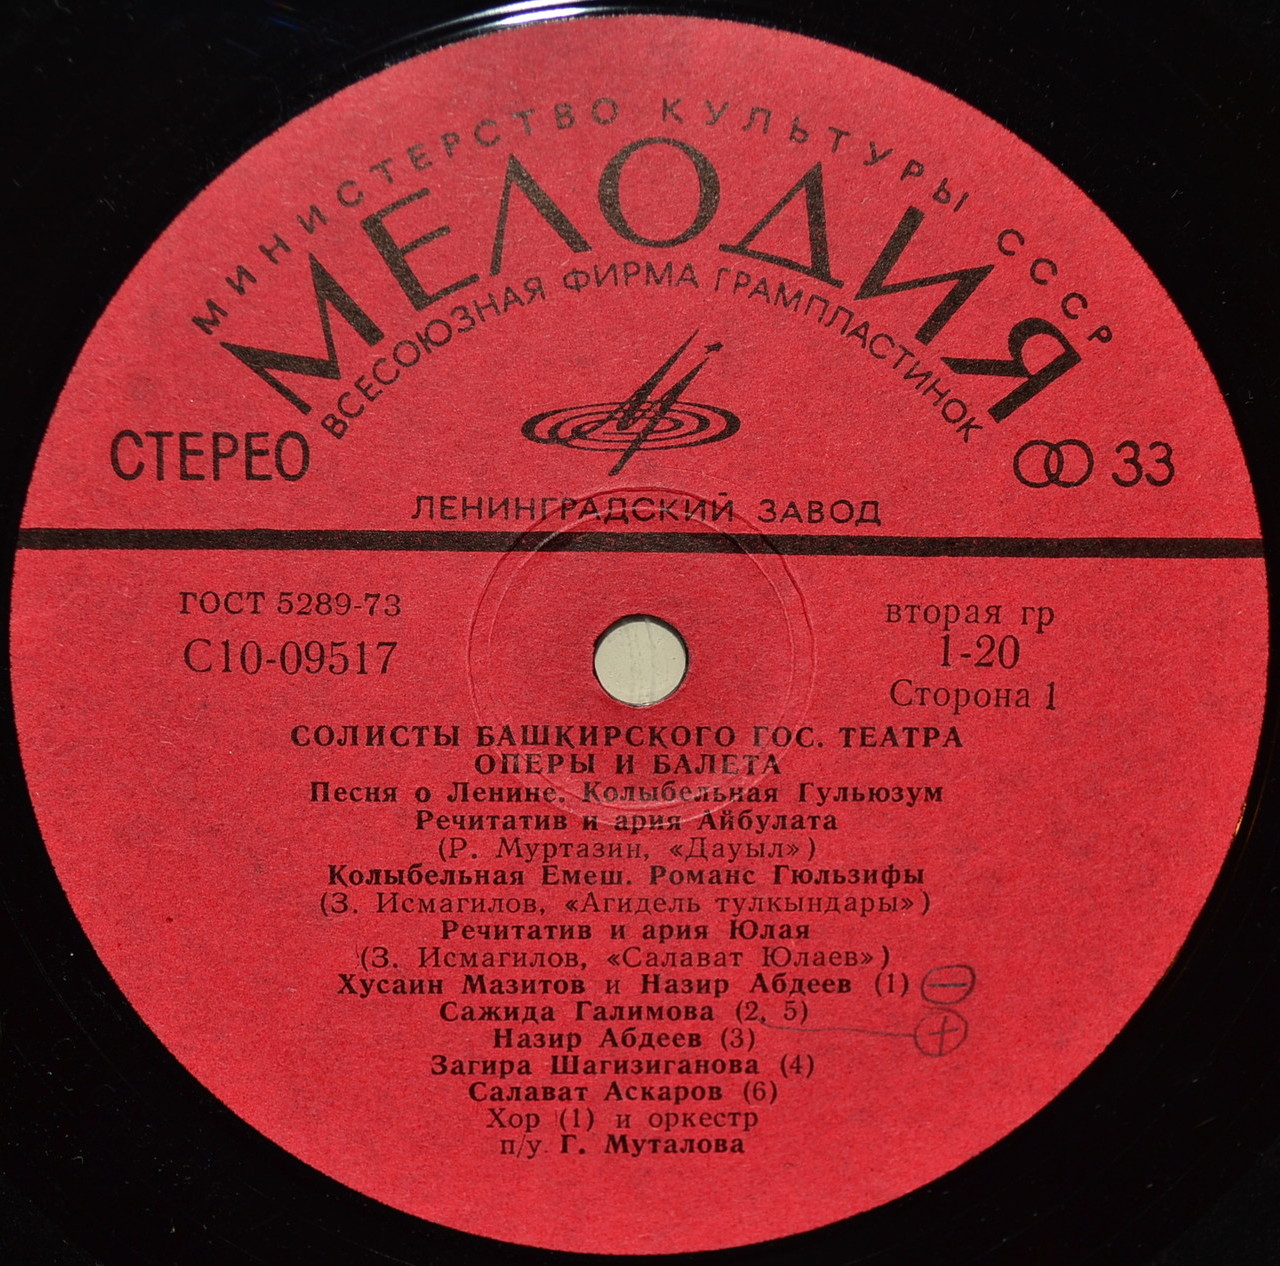 МИНИСТЕРСТВО КУЛЬТУРЫ СССР
МЕЛОДИЯ
ВСЕСОЮЗНАЯ ФИРМА ГРАМПЛАСТИНОК
СТЕРЕО
33
ЛЕНИНГРАДСКИЙ ЗАВОД
ГОСТ 5289-73
С10-09517
вторая гр
1-20
Сторона 1
СОЛИСТЫ БАШКИРСКОГО ГОС. ТЕАТРА
ОПЕРЫ И БАЛЕТА
Песня о Ленине. Колыбельная Гульюзум
Речитатив и ария Айбулата
(Р. Муртазин, «Дауыл»)
Колыбельная Емеш. Романс Гюльзифы
(З. Исмагилов, «Агидель тулкындары»)
Речитатив и ария Юлая
(З. Исмагилов, «Салават Юлаев»)
Хусаин Мазитов и Назир Абдеев (1) –
Сажида Галимова (2, 5) +
Назир Абдеев (3)
Загира Шагизиганова (4)
Салават Аскаров (6)
Хор (1) и оркестр
п/у Г. Муталова